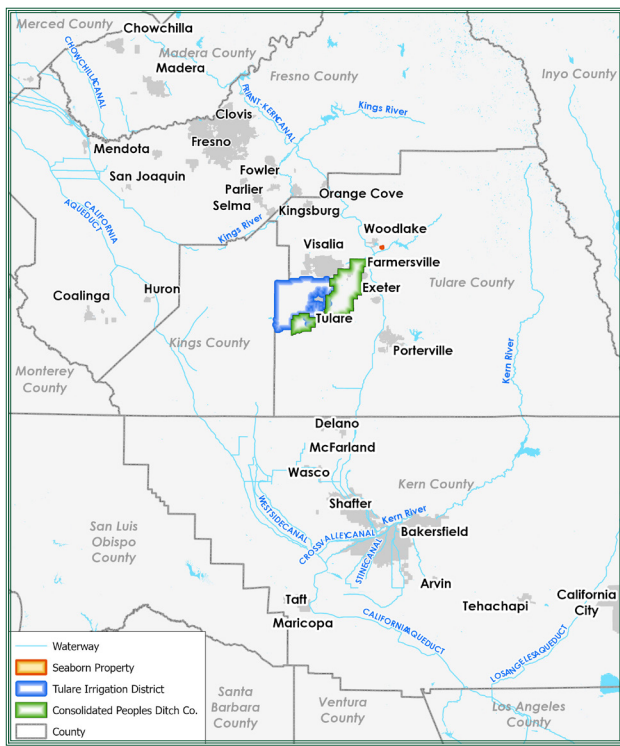 Merced County
Chowchilla
Madera County
Madera
CHOWCHILLA CANAL
Fresno County
Inyo County
FRIANT-KERN CANAL
Kings River
Clovis
Fresno
Mendota
San Joaquin
Fowler
Parlier
Selma
Kingsburg
Orange Cove
CALIFORNIA
AQUEDUCT
Kings River
Woodlake
Visalia
Farmersville
Exeter
Tulare County
Huron
Coalinga
Tulare
Kings County
Porterville
Monterey
County
Kern River
Delano
McFarland
Wasco
Kern County
Shafter
Kern River
WESTSIDE CANAL
CROSS VALLEY CANAL
STINE CANAL
Bakersfield
San Luis
Obispo
County
Arvin
Tehachapi
California
City
Taft
Maricopa
CALIFORNIA AQUEDUCT
LOS ANGELES AQUEDUCT
Waterway
Seaborn Property
Tulare Irrigation District
Consolidated Peoples Ditch Co.
County
Santa
Barbara
County
Ventura
County
Los Angeles
County